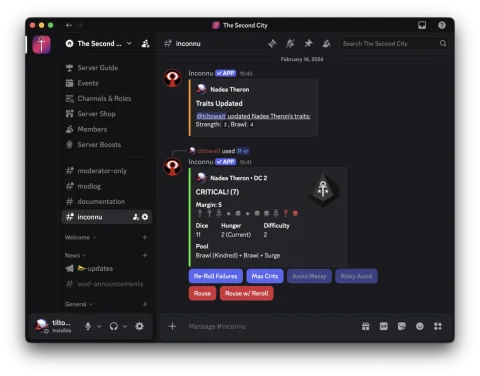 The Second City
The Second ...
Server Guide
Events
Channels & Roles
Server Shop
Members
Server Boosts
moderator-only
modlog
documentation
inconnu
Welcome
News
-updates
wod-announcements
General
tilto...
Invisible
inconnu
Search The Second City
February 14, 2026
Inconnu APP 10:40
Nadea Theron
Traits Updated
@tiltowait updated Nadea Theron's traits:
Strength: 3, Brawl: 4
tiltowait used
Inconnu APP 10:41
Nadea Theron • DC 2
CRITICAL! (7)
Margin: 5
Dice Hunger Difficulty
11 2 (Current) 2
Pool
Brawl (Kindred) + Brawl + Surge
Re-Roll Failures Max Crits Avoid Messy Risky Avoid
Rouse Rouse w/ Reroll
Message #inconnu